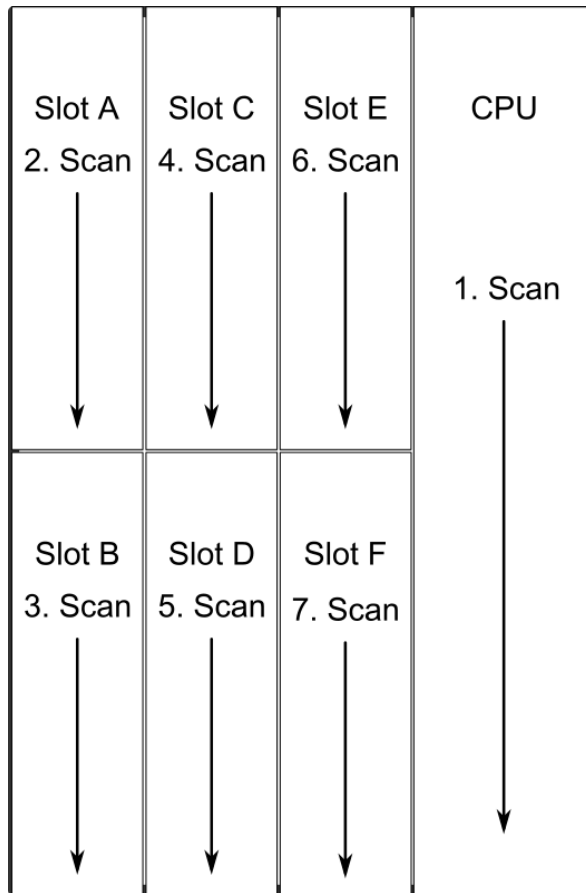 Slot A
2. Scan
Slot C
4. Scan
Slot E
6. Scan
CPU
1. Scan
Slot B
3. Scan
Slot D
5. Scan
Slot F
7. Scan